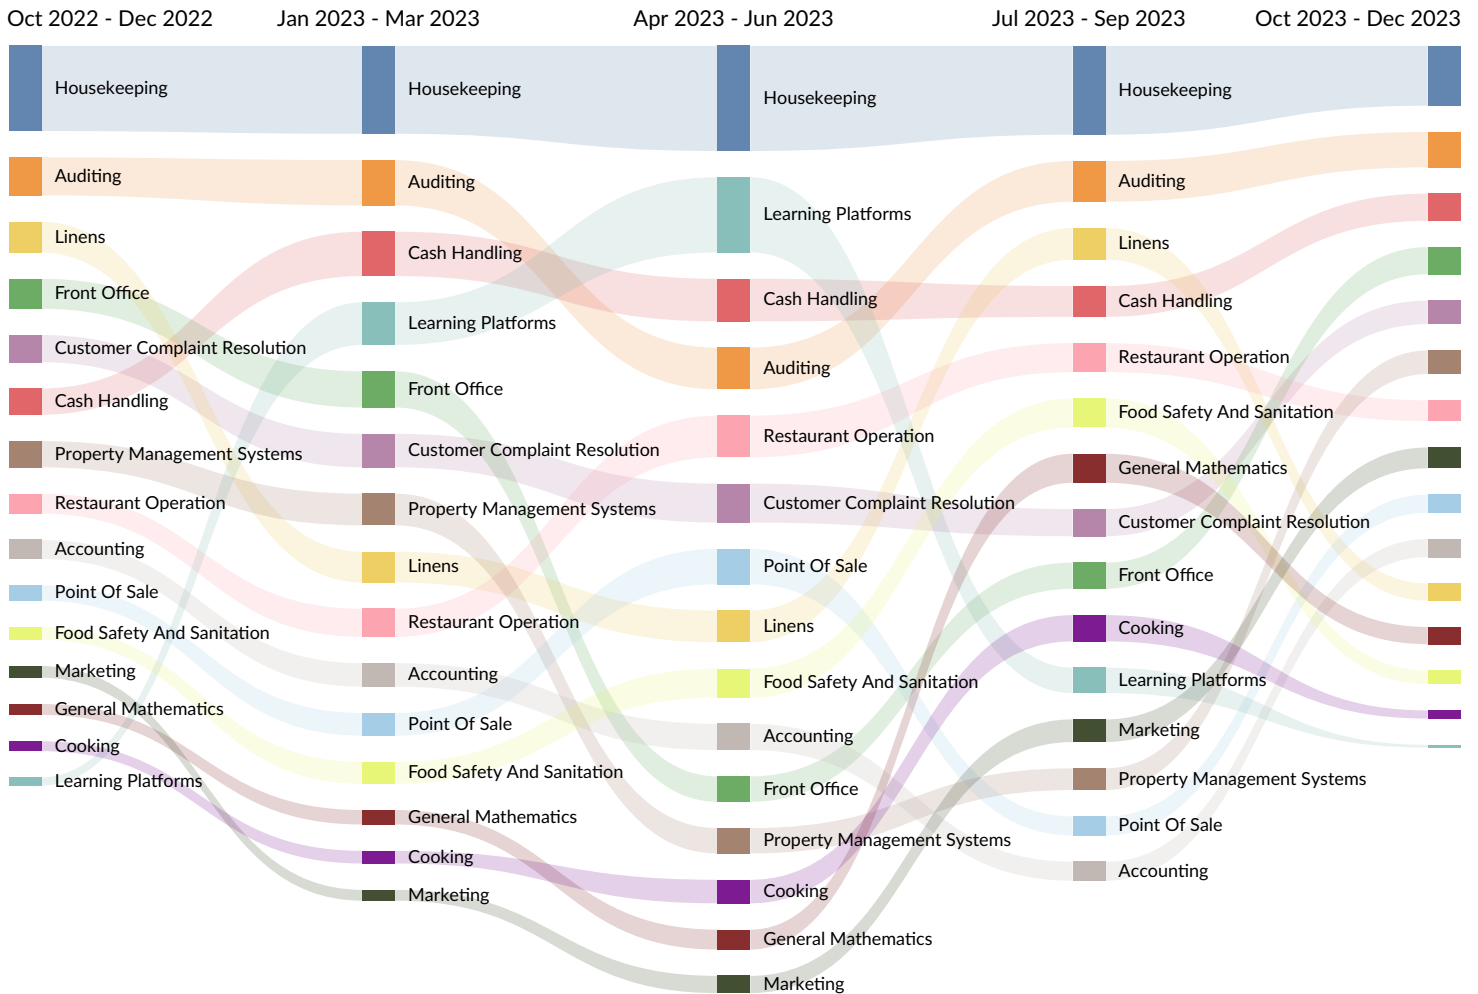 Oct 2022 - Dec 2022
Jan 2023 - Mar 2023
Apr 2023 - Jun 2023
Jul 2023 - Sep 2023
Oct 2023 - Dec 2023
Housekeeping
Auditing
Linens
Front Office
Customer Complaint Resolution
Cash Handling
Property Management Systems
Restaurant Operation
Accounting
Point Of Sale
Food Safety And Sanitation
Marketing
General Mathematics
Cooking
Learning Platforms
Housekeeping
Auditing
Cash Handling
Learning Platforms
Front Office
Customer Complaint Resolution
Property Management Systems
Linens
Restaurant Operation
Accounting
Point Of Sale
Food Safety And Sanitation
General Mathematics
Cooking
Marketing
Housekeeping
Learning Platforms
Cash Handling
Auditing
Restaurant Operation
Customer Complaint Resolution
Point Of Sale
Linens
Food Safety And Sanitation
Accounting
Front Office
Property Management Systems
Cooking
General Mathematics
Marketing
Housekeeping
Auditing
Linens
Cash Handling
Restaurant Operation
Food Safety And Sanitation
General Mathematics
Customer Complaint Resolution
Front Office
Cooking
Learning Platforms
Marketing
Property Management Systems
Point Of Sale
Accounting